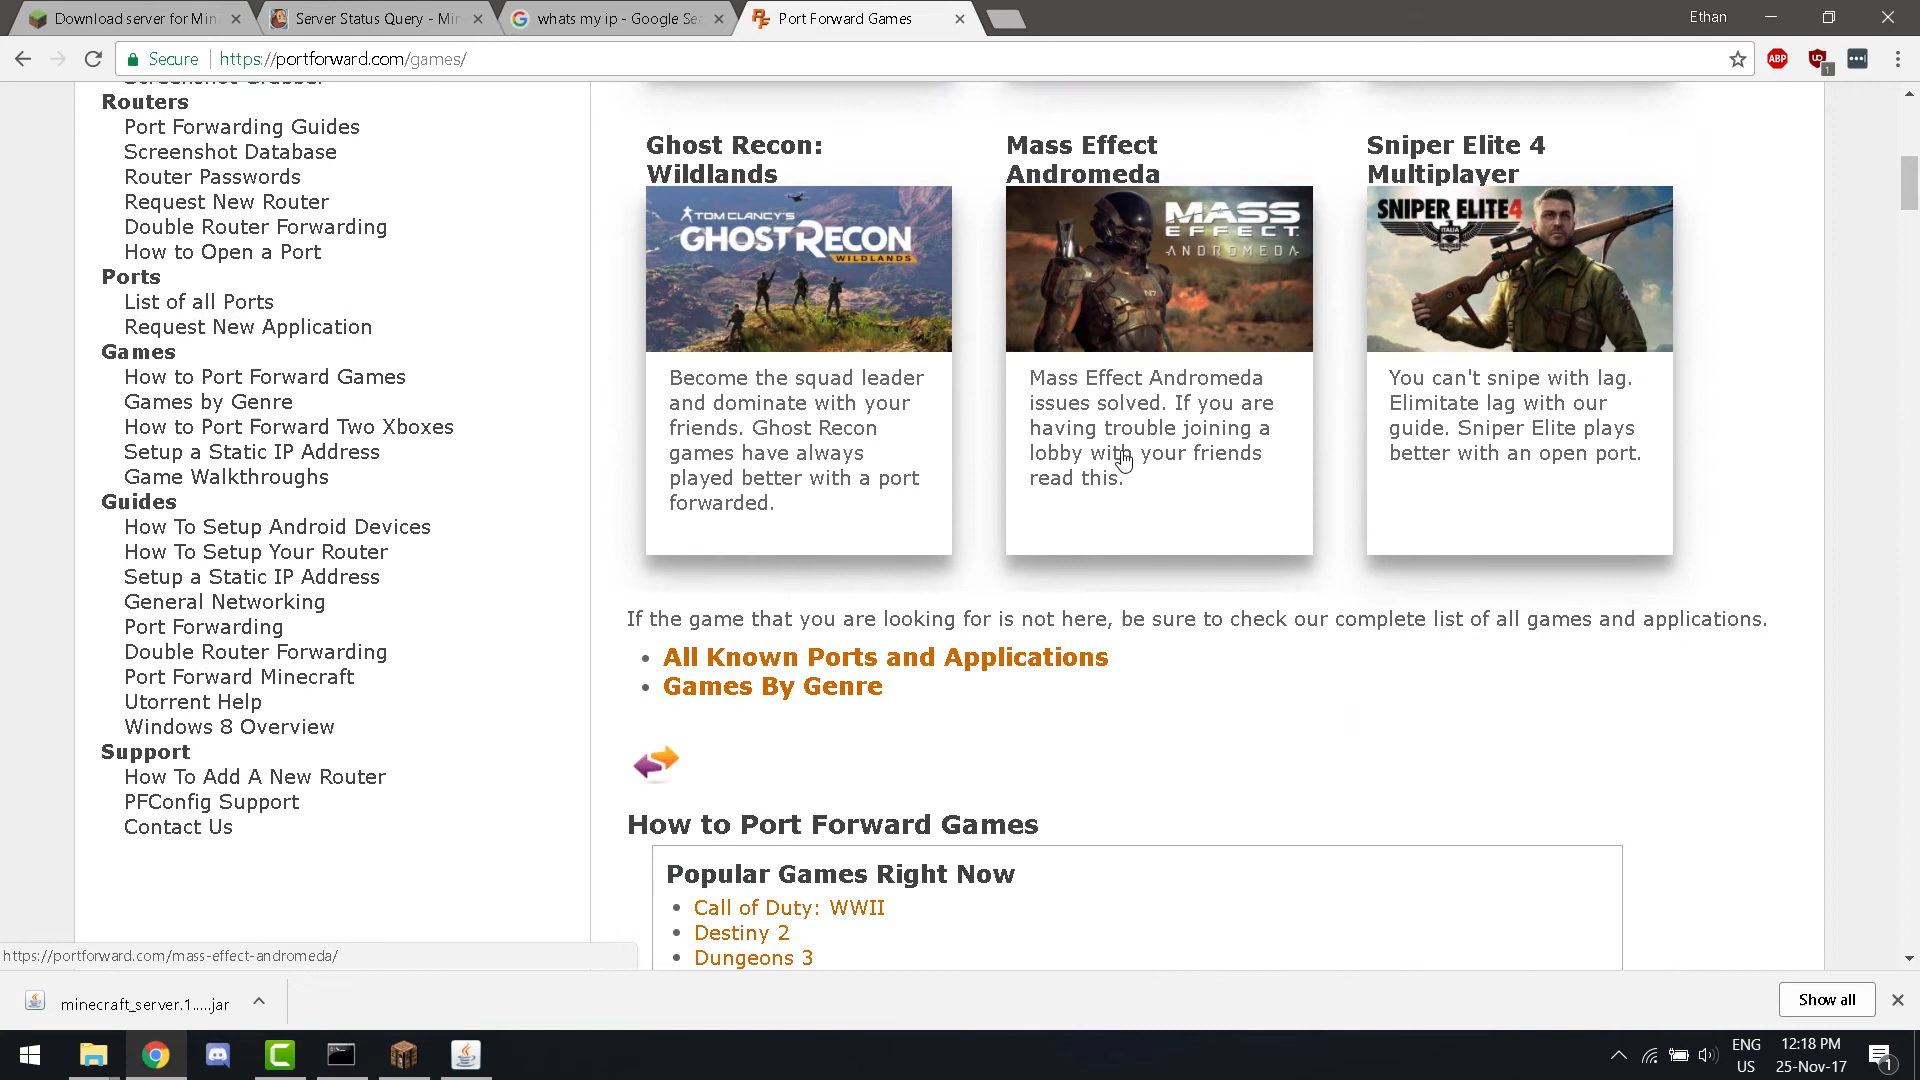 Download server for Min
Server Status Query - Min
whats my ip - Google Se
Port Forward Games
Ethan
Secure
https://portforward.com/games/
ABP
1
Screenshot Grabber
Routers
Port Forwarding Guides
Screenshot Database
Router Passwords
Request New Router
Double Router Forwarding
How to Open a Port
Ports
List of all Ports
Request New Application
Games
How to Port Forward Games
Games by Genre
How to Port Forward Two Xboxes
Setup a Static IP Address
Game Walkthroughs
Guides
How To Setup Android Devices
How To Setup Your Router
Setup a Static IP Address
General Networking
Port Forwarding
Double Router Forwarding
Port Forward Minecraft
Utorrent Help
Windows 8 Overview
Support
How To Add A New Router
PFConfig Support
Contact Us
Ghost Recon:
Wildlands
TOM CLANCY'S
GHOST RECON
WILDLANDS
Become the squad leader
and dominate with your
friends. Ghost Recon
games have always
played better with a port
forwarded.
Mass Effect
Andromeda
MASS
EFFECT
ANDROMEDA
N7
Mass Effect Andromeda
issues solved. If you are
having trouble joining a
lobby with your friends
read this.
Sniper Elite 4
Multiplayer
SNIPER ELITE 4
ITALIA
You can't snipe with lag.
Elimitate lag with our
guide. Sniper Elite plays
better with an open port.
If the game that you are looking for is not here, be sure to check our complete list of all games and applications.
All Known Ports and Applications
Games By Genre
How to Port Forward Games
Popular Games Right Now
Call of Duty: WWII
Destiny 2
Dungeons 3
https://portforward.com/mass-effect-andromeda/
minecraft_server.1.....jar
Show all
ENG
US
12:18 PM
25-Nov-17
1